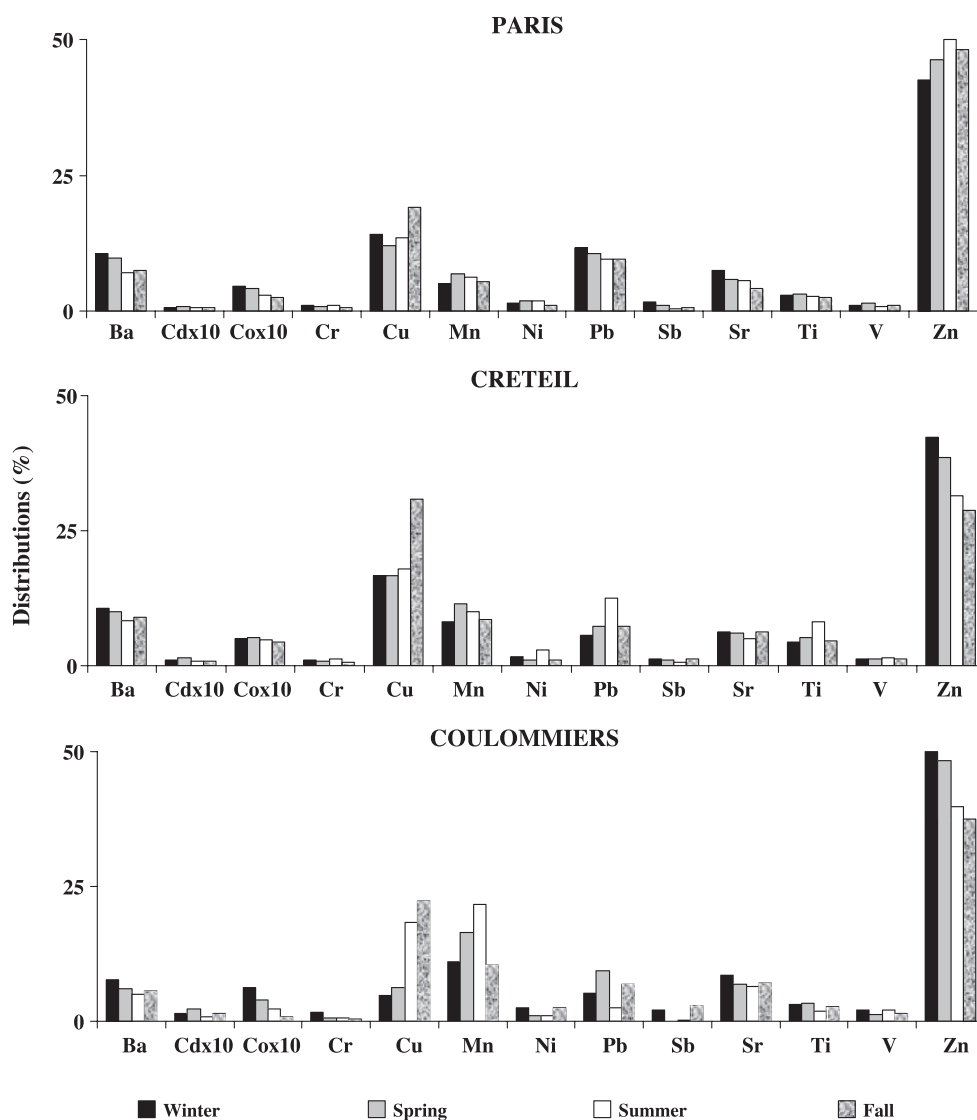 PARIS
50
25
0
Ba Cdx10 Cox10 Cr Cu Mn Ni Pb Sb Sr Ti V Zn
CRETEIL
50
25
0
Ba Cdx10 Cox10 Cr Cu Mn Ni Pb Sb Sr Ti V Zn
Distributions (%)
COULOMMIERS
50
25
0
Ba Cdx10 Cox10 Cr Cu Mn Ni Pb Sb Sr Ti V Zn
Winter Spring Summer Fall